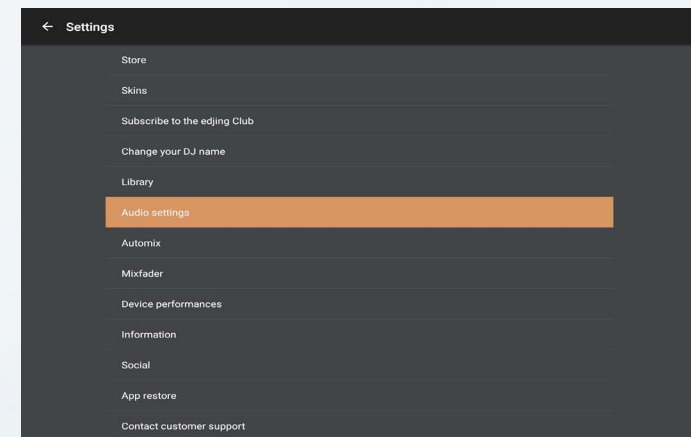 Settings
Store
Skins
Subscribe to the edjing Club
Change your DJ name
Library
Audio settings
Automix
Mixfader
Device performances
Information
Social
App restore
Contact customer support